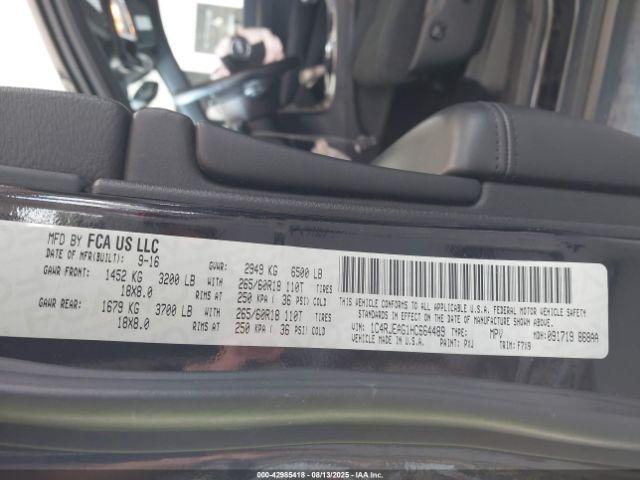 MFD BY FCA US LLC
DATE OF MFR(BUILT): 9-16 GVWR: 2949 KG 6500 LB
GAWR FRONT: 1452 KG 3200 LB WITH 265/60R18 110T TIRES
18X8.0 RIMS AT 250 KPA ( 36 PSI) COLD
GAWR REAR: 1679 KG 3700 LB WITH 265/60R18 110T TIRES
18X8.0 RIMS AT 250 KPA ( 36 PSI) COLD
THIS VEHICLE CONFORMS TO ALL APPLICABLE U.S.A. FEDERAL MOTOR VEHICLE SAFETY
STANDARDS IN EFFECT ON THE DATE OF MANUFACTURE SHOWN ABOVE.
VIN: 1C4RJEAG1HC664489 TYPE: MPV MDH: 091719 868AA
VEHICLE MADE IN U.S.A. PAINT: PXJ TRIM: F7X9
000-42985418 - 08/13/2025 - IAAI.COM